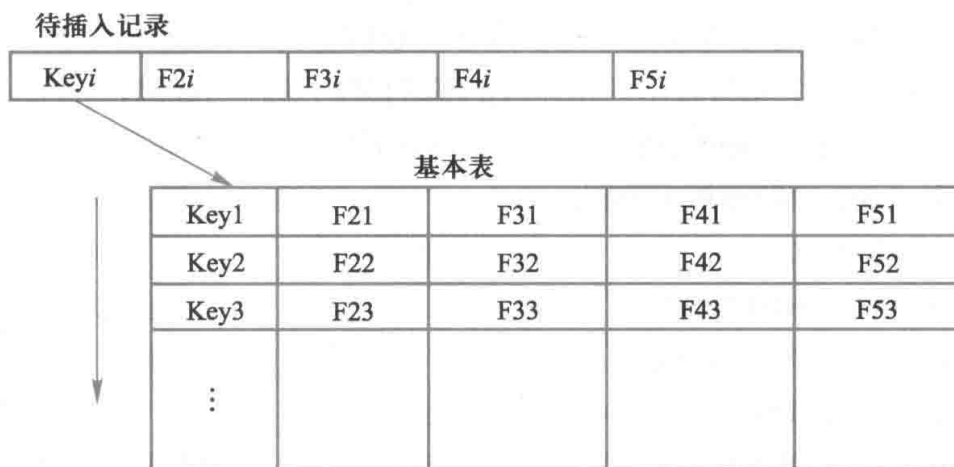 待插入记录
Keyi F2i F3i F4i F5i
基本表
Key1 F21 F31 F41 F51
Key2 F22 F32 F42 F52
Key3 F23 F33 F43 F53
⋮